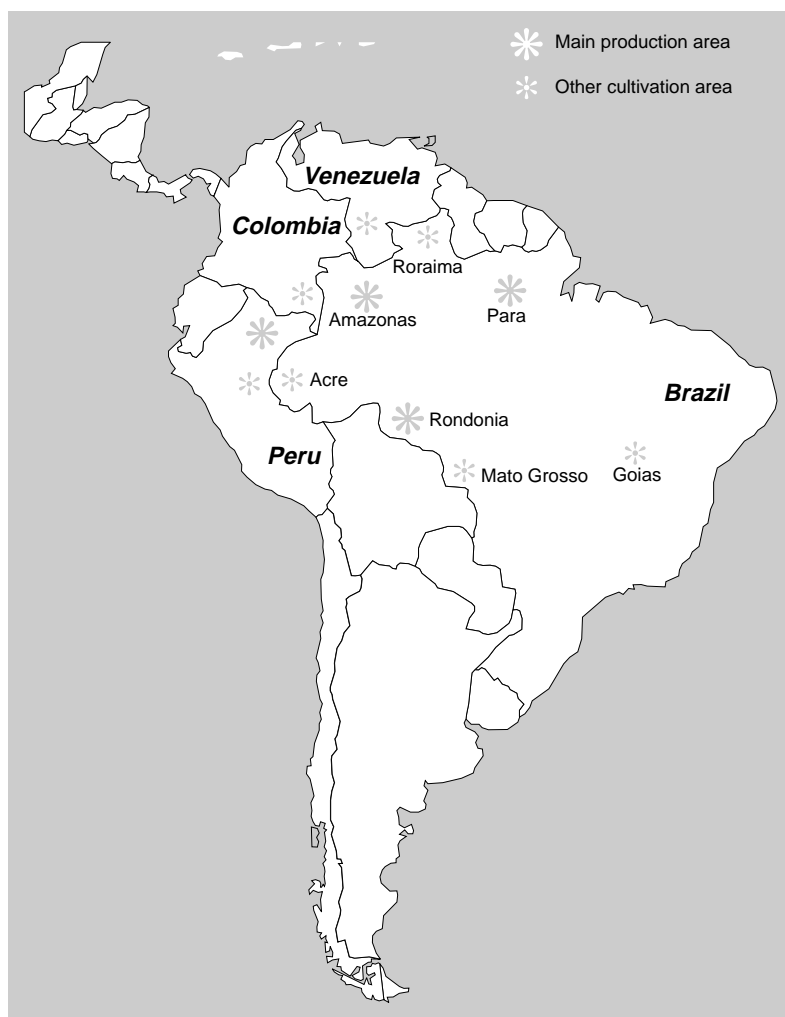 Main production area
Other cultivation area
Venezuela
Colombia
Roraima
Amazonas
Para
Acre
Brazil
Rondonia
Peru
Mato Grosso
Goias